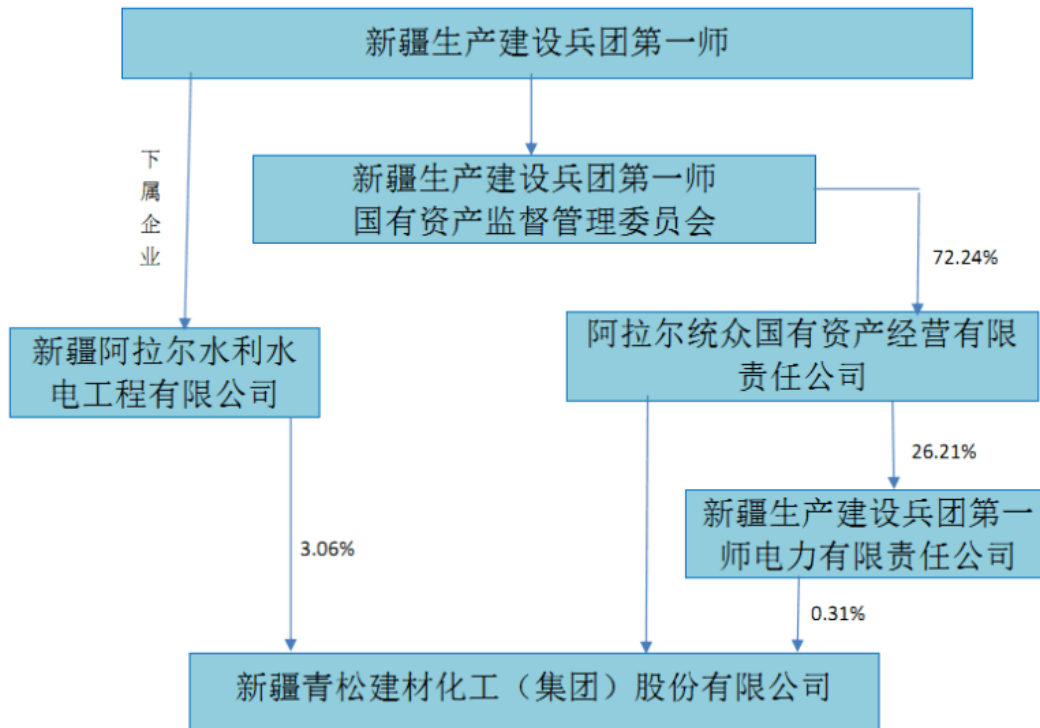 新疆生产建设兵团第一师
下
属
企
业
新疆生产建设兵团第一师
国有资产监督管理委员会
72.24%
新疆阿拉尔水利水
电工程有限公司
阿拉尔统众国有资产经营有限
责任公司
26.21%
新疆生产建设兵团第一
师电力有限责任公司
3.06%
0.31%
新疆青松建材化工（集团）股份有限公司